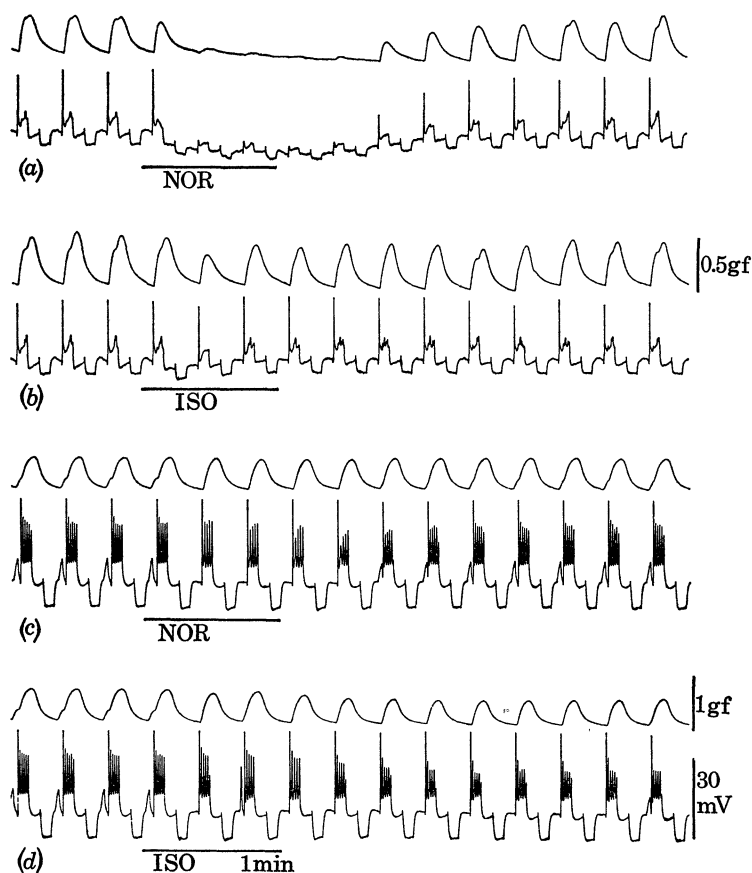 (a)
NOR
0.5gf
(b)
ISO
(c)
NOR
1gf
30
mV
(d)
ISO 1min